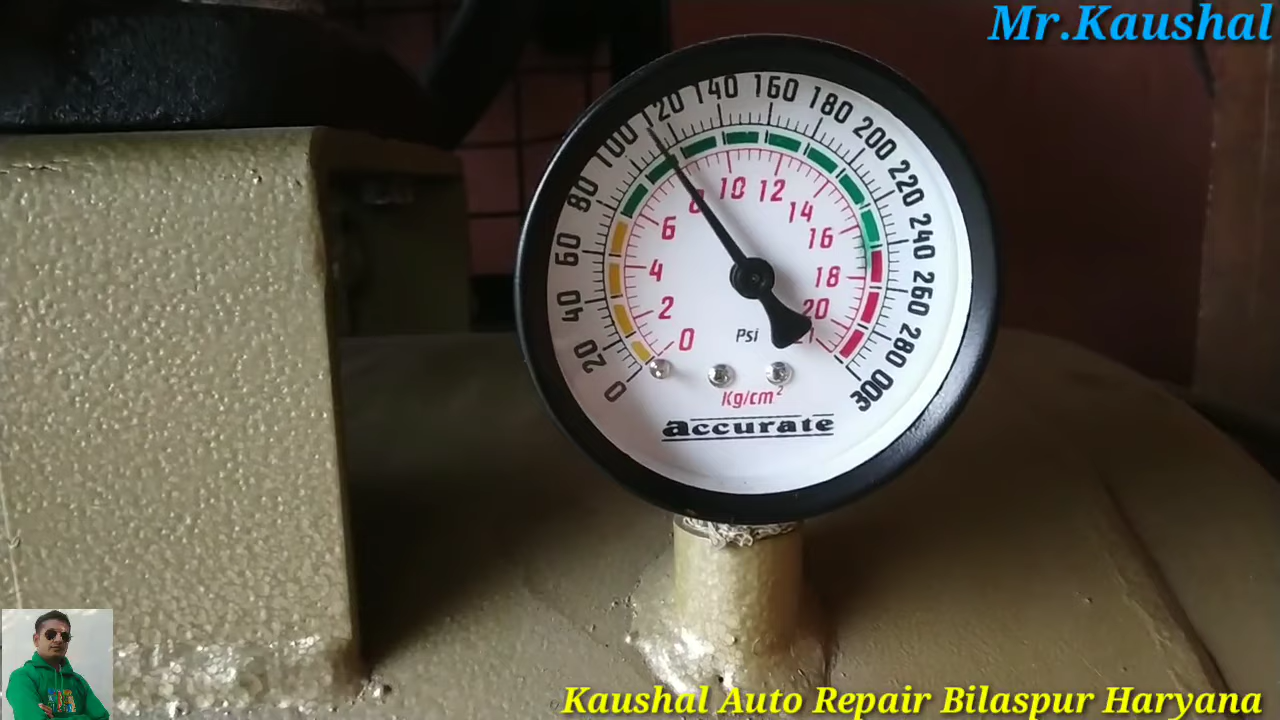 Mr.Kaushal
0 20 40 60 80 100 120 140 160 180 200 220 240 260 280 300
0 2 4 6 8 10 12 14 16 18 20 21
Psi
Kg/cm²
accurate
Kaushal Auto Repair Bilaspur Haryana